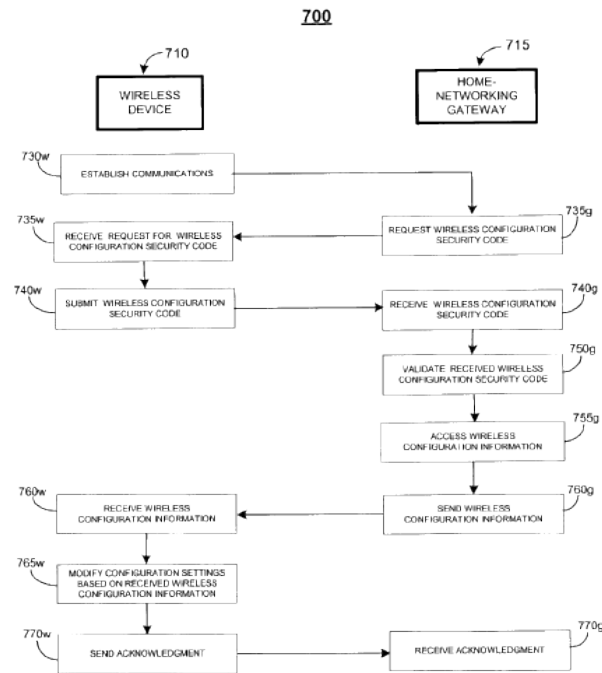 700
710
715
WIRELESS
DEVICE
HOME-
NETWORKING
GATEWAY
730w
ESTABLISH COMMUNICATIONS
735w
RECEIVE REQUEST FOR WIRELESS
CONFIGURATION SECURITY CODE
735g
REQUEST WIRELESS CONFIGURATION
SECURITY CODE
740w
SUBMIT WIRELESS CONFIGURATION
SECURITY CODE
740g
RECEIVE WIRELESS CONFIGURATION
SECURITY CODE
750g
VALIDATE RECEIVED WIRELESS
CONFIGURATION SECURITY CODE
755g
ACCESS WIRELESS
CONFIGURATION INFORMATION
760w
RECEIVE WIRELESS
CONFIGURATION INFORMATION
760g
SEND WIRELESS
CONFIGURATION INFORMATION
765w
MODIFY CONFIGURATION SETTINGS
BASED ON RECEIVED WIRELESS
CONFIGURATION INFORMATION
770w
SEND ACKNOWLEDGMENT
770g
RECEIVE ACKNOWLEDGMENT